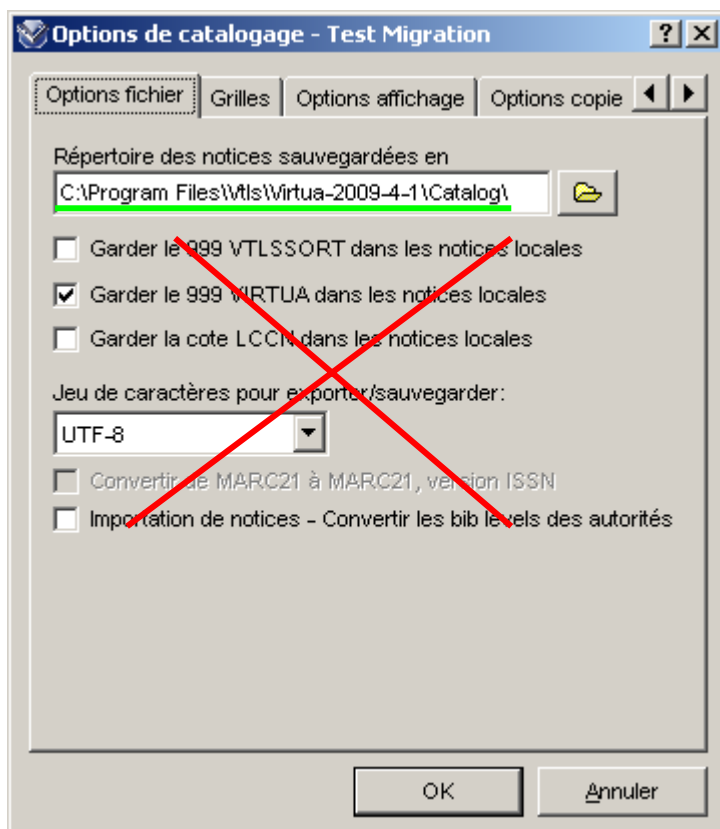 Options de catalogage - Test Migration
Options fichier Grilles Options affichage Options copie
Répertoire des notices sauvegardées en
C:\Program Files\Vtls\Virtua-2009-4-1\Catalog\
Garder le 999 VTLSSORT dans les notices locales
Garder le 999 VIRTUA dans les notices locales
Garder la cote LCCN dans les notices locales
Jeu de caractères pour exporter/sauvegarder:
UTF-8
Convertir de MARC21 à MARC21, version ISSN
Importation de notices - Convertir les bib levels des autorités
OK Annuler